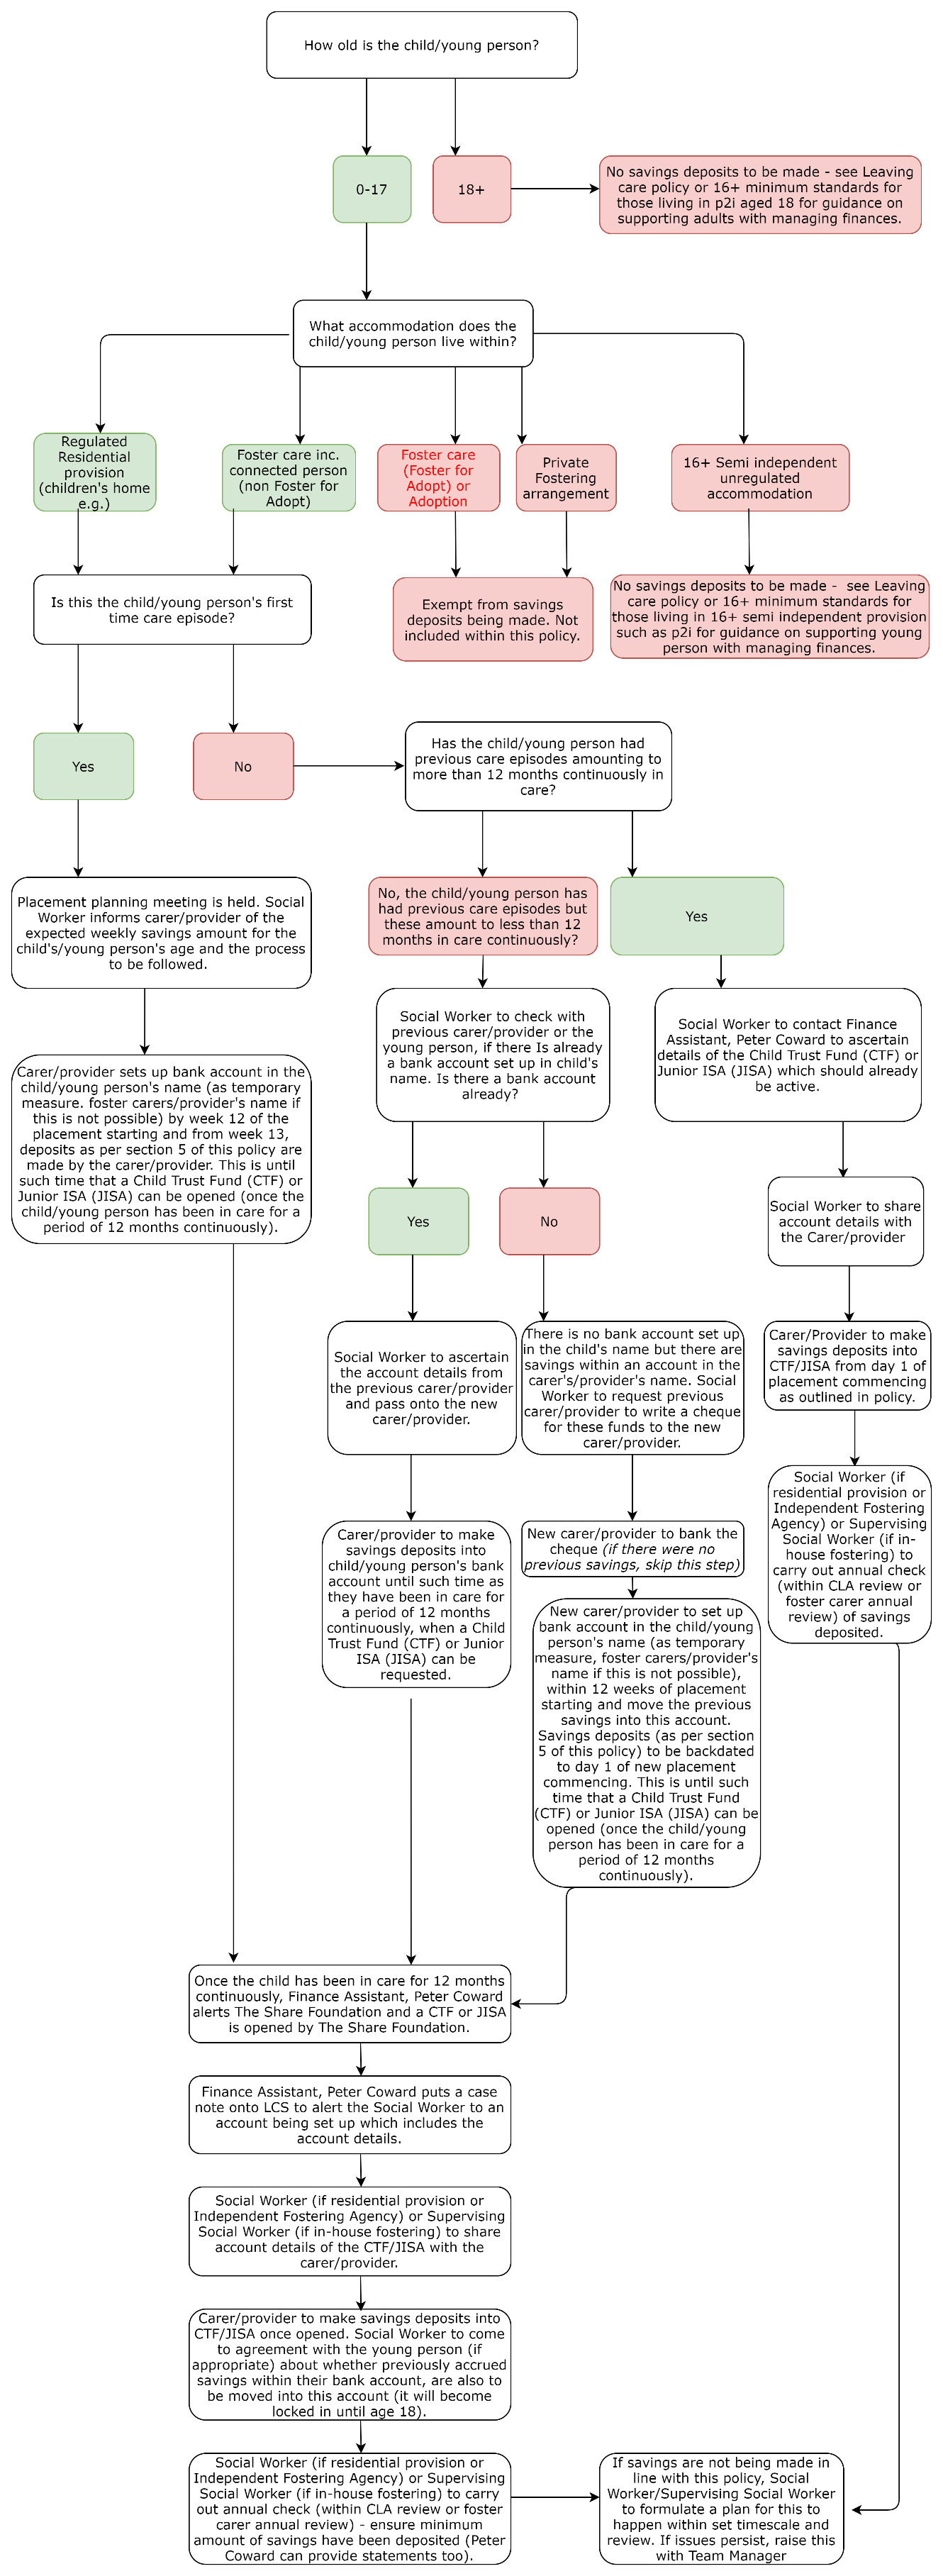 How old is the child/young person?
0-17
18+
No savings deposits to be made - see Leaving
care policy or 16+ minimum standards for
those living in p2i aged 18 for guidance on
supporting adults with managing finances.
What accommodation does the
child/young person live within?
Regulated
Residential
provision
(children's home
e.g.)
Foster care inc.
connected person
(non Foster for
Adopt)
Foster care
(Foster for
Adopt) or
Adoption
Private
Fostering
arrangement
16+ Semi independent
unregulated
accommodation
Is this the child/young person's first
time care episode?
Exempt from savings
deposits being made. Not
included within this policy.
No savings deposits to be made -  see Leaving
care policy or 16+ minimum standards for
those living in 16+ semi independent provision
such as p2i for guidance on supporting young
person with managing finances.
Yes
No
Has the child/young person had
previous care episodes amounting to
more than 12 months continuously in
care?
Placement planning meeting is held. Social
Worker informs carer/provider of the
expected weekly savings amount for the
child's/young person's age and the process
to be followed.
No, the child/young person has
had previous care episodes but
these amount to less than 12
months in care continuously?
Yes
Social Worker to check with
previous carer/provider or the
young person, if there Is already
a bank account set up in child's
name. Is there a bank account
already?
Social Worker to contact Finance
Assistant, Peter Coward to ascertain
details of the Child Trust Fund (CTF) or
Junior ISA (JISA) which should already
be active.
Carer/provider sets up bank account in
the child/young person's name (as temporary
measure. foster carers/provider's name if
this is not possible) by week 12 of the
placement starting and from week 13,
deposits as per section 5 of this policy are
made by the carer/provider. This is until
such time that a Child Trust Fund (CTF) or
Junior ISA (JISA) can be opened (once the
child/young person has been in care for a
period of 12 months continuously).
Yes
No
Social Worker to share
account details with
the Carer/provider
Social Worker to ascertain
the account details from
the previous carer/provider
and pass onto the new
carer/provider.
There is no bank account set up
in the child's name but there are
savings within an account in the
carer's/provider's name. Social
Worker to request previous
carer/provider to write a cheque
for these funds to the new
carer/provider.
Carer/Provider to make
savings deposits into
CTF/JISA from day 1 of
placement commencing
as outlined in policy.
Carer/provider to make
savings deposits into
child/young person's bank
account until such time as
they have been in care for
a period of 12 months
continuously, when a Child
Trust Fund (CTF) or Junior
ISA (JISA) can be
requested.
New carer/provider to bank the
cheque (if there were no
previous savings, skip this step)
Social Worker (if
residential provision or
Independent Fostering
Agency) or Supervising
Social Worker (if in-
house fostering) to
carry out annual check
(within CLA review or
foster carer annual
review) of savings
deposited.
New carer/provider to set up
bank account in the child/young
person's name (as temporary
measure, foster carers/provider's
name if this is not possible),
within 12 weeks of placement
starting and move the previous
savings into this account.
Savings deposits (as per section
5 of this policy) to be backdated
to day 1 of new placement
commencing. This is until such
time that a Child Trust Fund
(CTF) or Junior ISA (JISA) can be
opened (once the child/young
person has been in care for a
period of 12 months
continuously).
Once the child has been in care for 12 months
continuously, Finance Assistant, Peter Coward
alerts The Share Foundation and a CTF or JISA
is opened by The Share Foundation.
Finance Assistant, Peter Coward puts a case
note onto LCS to alert the Social Worker to an
account being set up which includes the
account details.
Social Worker (if residential provision or
Independent Fostering Agency) or Supervising
Social Worker (if in-house fostering) to share
account details of the CTF/JISA with the
carer/provider.
Carer/provider to make savings deposits into
CTF/JISA once opened. Social Worker to come
to agreement with the young person (if
appropriate) about whether previously accrued
savings within their bank account, are also to
be moved into this account (it will become
locked in until age 18).
Social Worker (if residential provision or
Independent Fostering Agency) or Supervising
Social Worker (if in-house fostering) to carry
out annual check (within CLA review or foster
carer annual review) - ensure minimum
amount of savings have been deposited (Peter
Coward can provide statements too).
If savings are not being made in
line with this policy, Social
Worker/Supervising Social Worker
to formulate a plan for this to
happen within set timescale and
review. If issues persist, raise this
with Team Manager